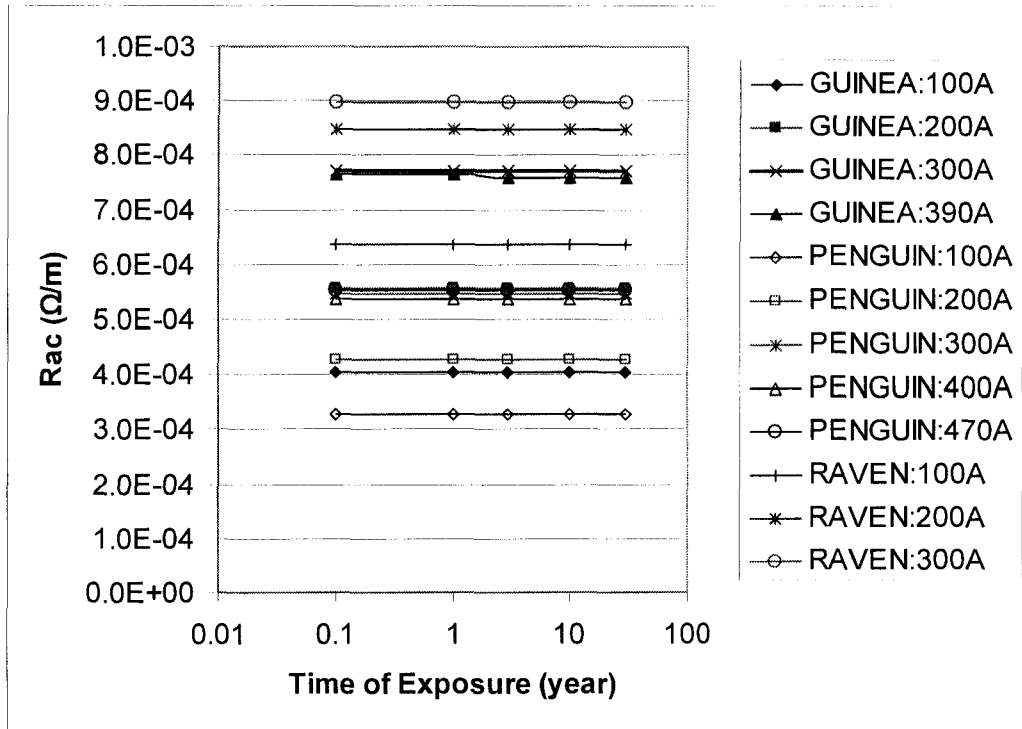 1.0E-03
9.0E-04
8.0E-04
7.0E-04
6.0E-04
5.0E-04
4.0E-04
3.0E-04
2.0E-04
1.0E-04
0.0E+00
Rac (Ω/m)
0.01
0.1
1
10
100
Time of Exposure (year)
GUINEA:100A
GUINEA:200A
GUINEA:300A
GUINEA:390A
PENGUIN:100A
PENGUIN:200A
PENGUIN:300A
PENGUIN:400A
PENGUIN:470A
RAVEN:100A
RAVEN:200A
RAVEN:300A